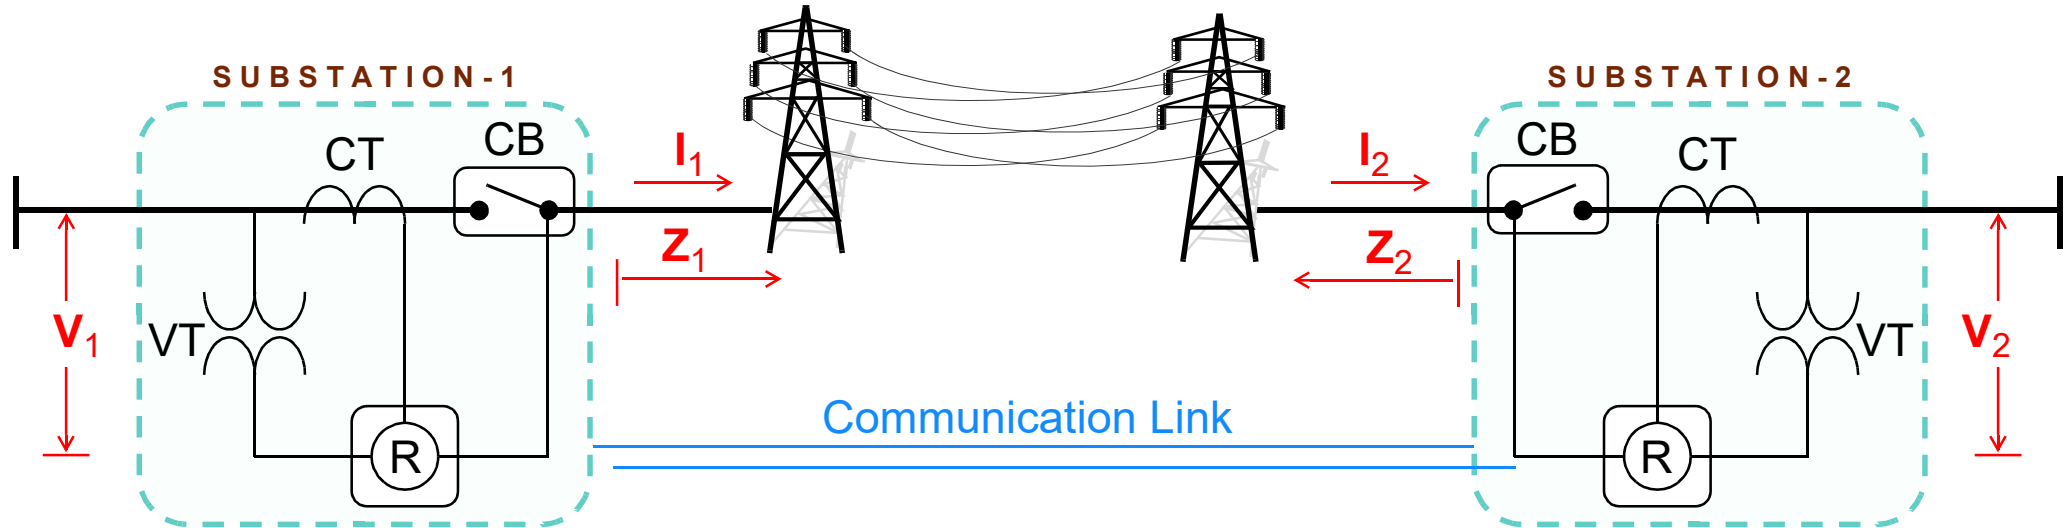 SUBSTATION-1
SUBSTATION-2
CT
CB
I1
I2
CB
CT
Z1
Z2
V1
VT
VT
V2
Communication Link
R
R